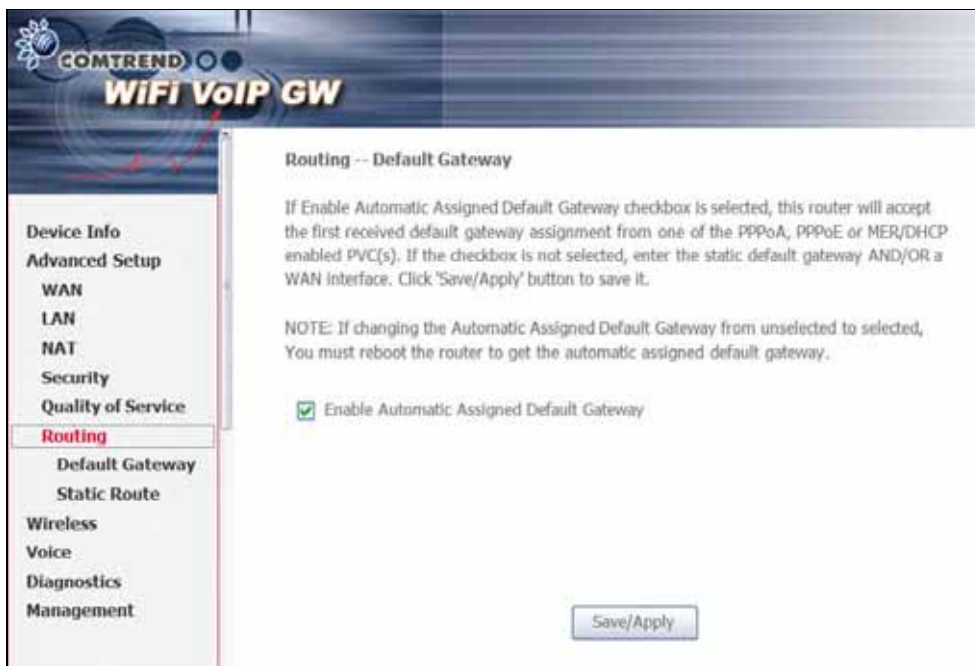 COMTREND
WiFi VoIP GW
Device Info
Advanced Setup
WAN
LAN
NAT
Security
Quality of Service
Routing
Default Gateway
Static Route
Wireless
Voice
Diagnostics
Management
Routing -- Default Gateway
If Enable Automatic Assigned Default Gateway checkbox is selected, this router will accept
the first received default gateway assignment from one of the PPPoA, PPPoE or MER/DHCP
enabled PVC(s). If the checkbox is not selected, enter the static default gateway AND/OR a
WAN interface. Click 'Save/Apply' button to save it.
NOTE: If changing the Automatic Assigned Default Gateway from unselected to selected,
You must reboot the router to get the automatic assigned default gateway.
Enable Automatic Assigned Default Gateway
Save/Apply